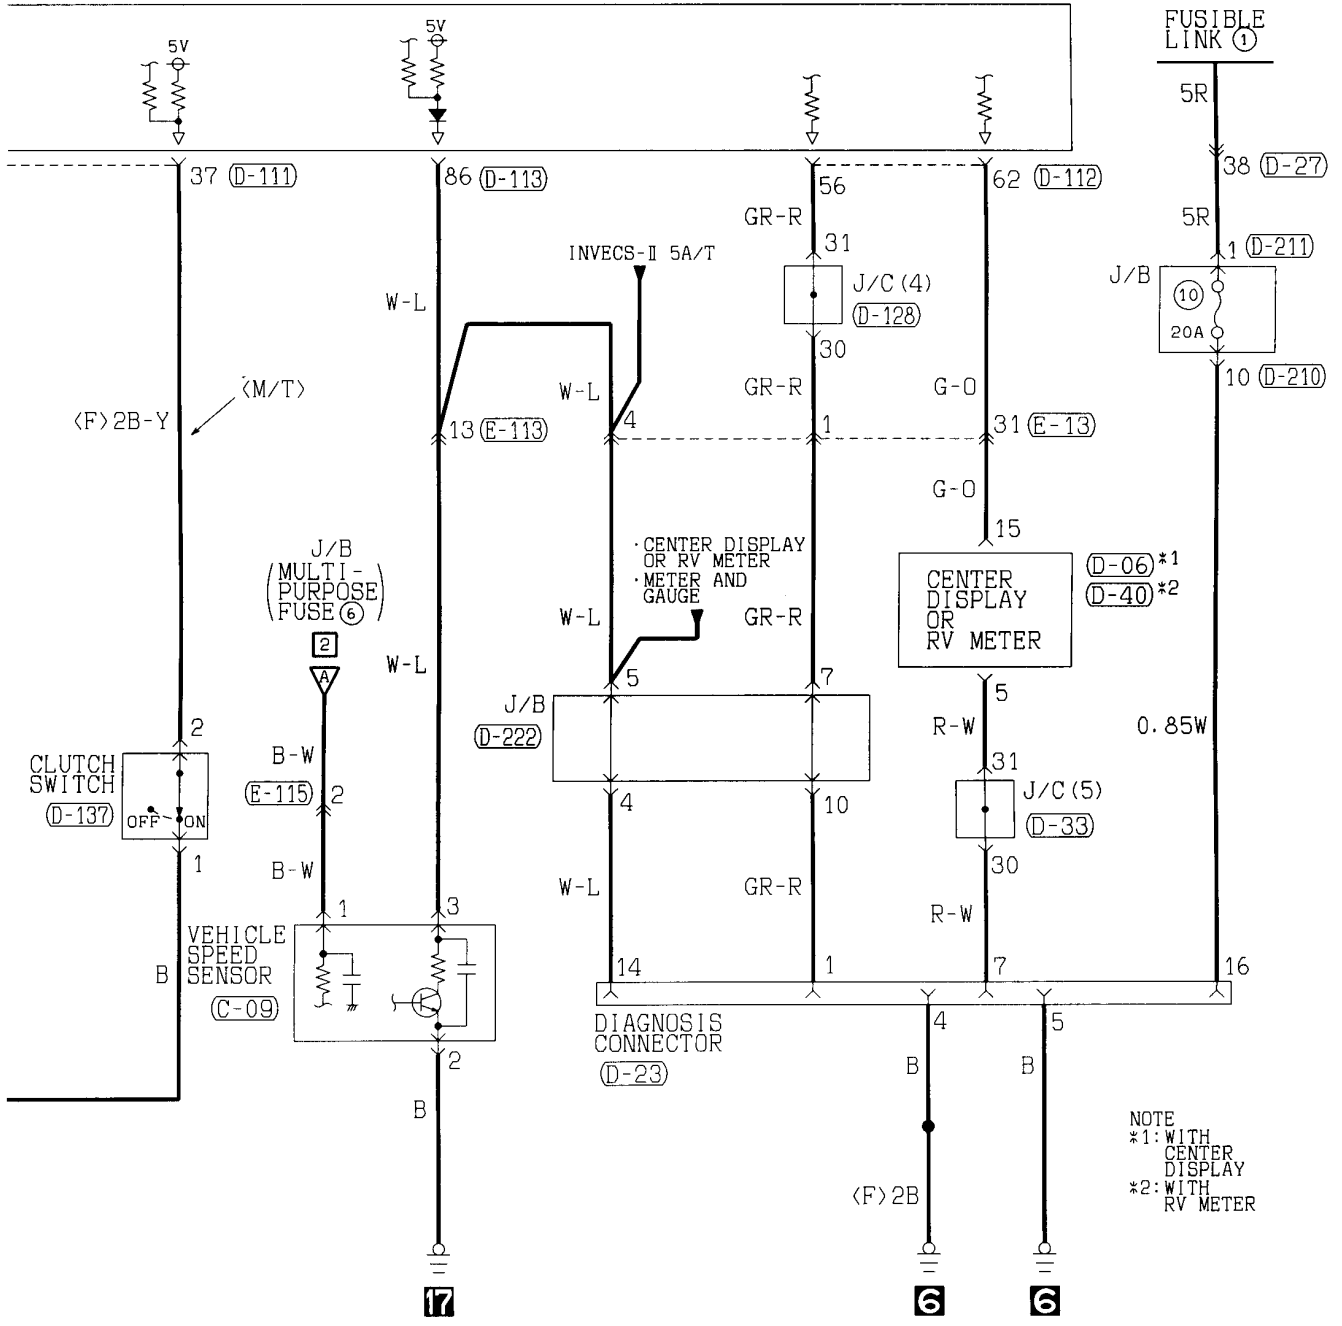 5V
5V
FUSIBLE
LINK ①
5R
37 (D-111)
86 (D-113)
56
62 (D-112)
38 (D-27)
5R
GR-R
31
INVECS-Ⅱ 5A/T
1 (D-211)
J/B
J/C(4)
(D-128)
⑩
20A
W-L
30
10 (D-210)
〈M/T〉
W-L
GR-R
G-O
〈F〉2B-Y
13 (E-113)
4
1
31 (E-13)
G-O
15
J/B
(MULTI-
PURPOSE
FUSE⑥)
2
A
·CENTER DISPLAY
OR RV METER
·METER AND
GAUGE
CENTER
DISPLAY
OR
RV METER
(D-06)*1
(D-40)*2
W-L
GR-R
W-L
5
7
5
J/B
(D-222)
2
B-W
R-W
0.85W
CLUTCH
SWITCH
(D-137)
OFF ON
(E-115) 2
31
J/C(5)
(D-33)
4
10
1
B-W
30
W-L
GR-R
R-W
1
3
VEHICLE
SPEED
SENSOR
(C-09)
B
14
1
7
16
2
4
5
DIAGNOSIS
CONNECTOR
(D-23)
B
B
B
〈F〉2B
NOTE
*1:WITH
CENTER
DISPLAY
*2:WITH
RV METER
17
6
6